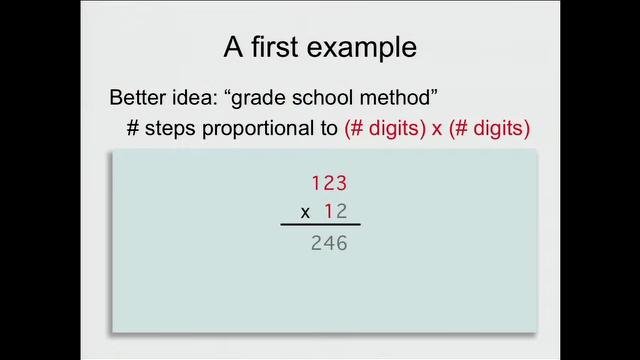 A first example
Better idea: “grade school method”
# steps proportional to (# digits) x (# digits)
123
x 12
246